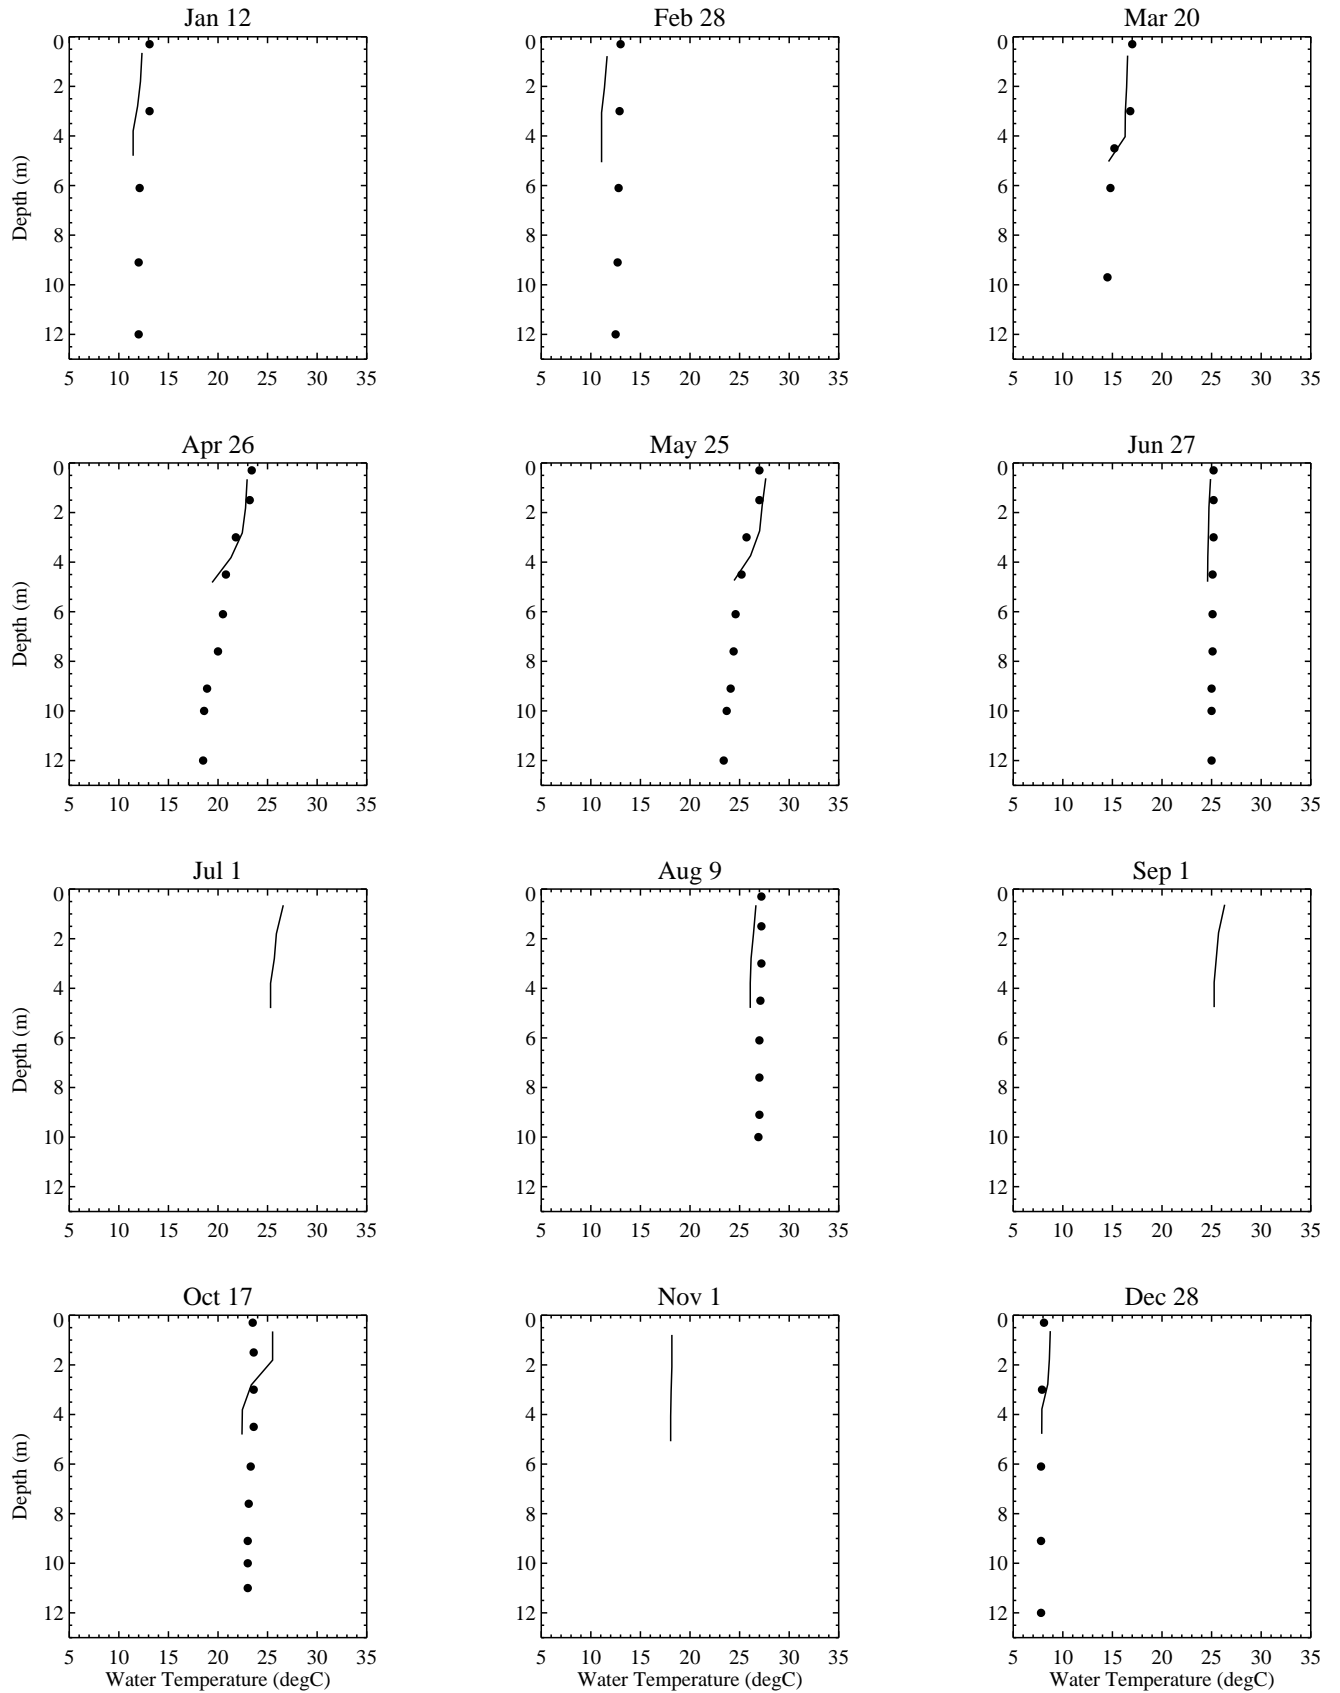 Jan 12 Feb 28 Mar 20
0 0 0
2 2 2
4 4 4
6 6 6
8 8 8
10 10 10
12 12 12
Depth (m)
5 10 15 20 25 30 35 5 10 15 20 25 30 35 5 10 15 20 25 30 35
Apr 26 May 25 Jun 27
0 0 0
2 2 2
4 4 4
6 6 6
8 8 8
10 10 10
12 12 12
Depth (m)
5 10 15 20 25 30 35 5 10 15 20 25 30 35 5 10 15 20 25 30 35
Jul 1 Aug 9 Sep 1
0 0 0
2 2 2
4 4 4
6 6 6
8 8 8
10 10 10
12 12 12
Depth (m)
5 10 15 20 25 30 35 5 10 15 20 25 30 35 5 10 15 20 25 30 35
Oct 17 Nov 1 Dec 28
0 0 0
2 2 2
4 4 4
6 6 6
8 8 8
10 10 10
12 12 12
Depth (m)
5 10 15 20 25 30 35 5 10 15 20 25 30 35 5 10 15 20 25 30 35
Water Temperature (degC) Water Temperature (degC) Water Temperature (degC)